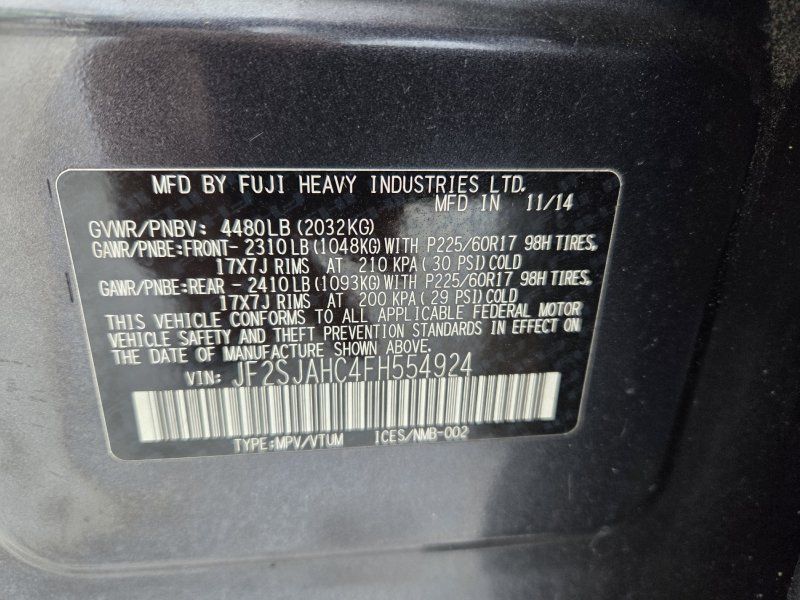 MFD BY FUJI HEAVY INDUSTRIES LTD.
MFD IN 11/14
GVWR/PNBV: 4480LB (2032KG)
GAWR/PNBE:FRONT- 2310LB (1048KG) WITH P225/60R17 98H TIRES,
17X7J RIMS AT 210 KPA ( 30 PSI) COLD
GAWR/PNBE:REAR - 2410LB (1093KG) WITH P225/60R17 98H TIRES,
17X7J RIMS AT 200 KPA ( 29 PSI) COLD
THIS VEHICLE CONFORMS TO ALL APPLICABLE FEDERAL MOTOR
VEHICLE SAFETY AND THEFT PREVENTION STANDARDS IN EFFECT ON
THE DATE OF MANUFACTURE SHOWN ABOVE.
VIN: JF2SJAHC4FH554924
TYPE:MPV/VTUM ICES/NMB-002